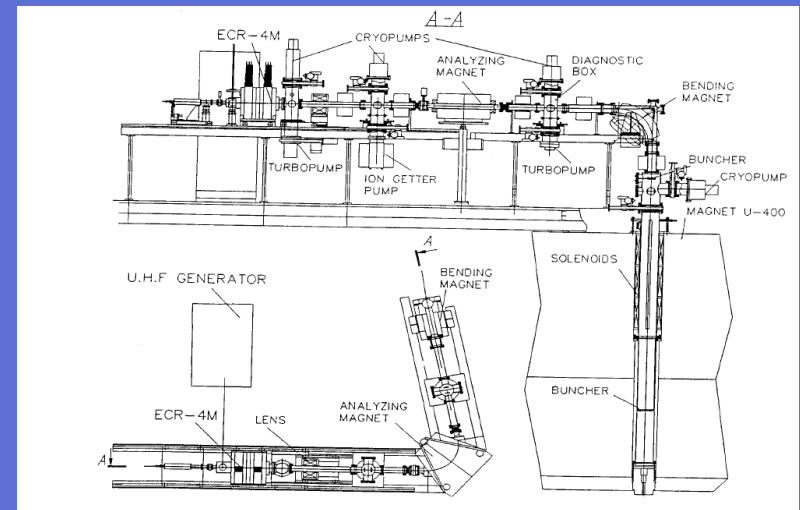 A-A
ECR-4M
CRYOPUMPS
ANALYZING
MAGNET
DIAGNOSTIC
BOX
BENDING
MAGNET
TURBOPUMP
ION GETTER
PUMP
TURBOPUMP
BUNCHER
CRYOPUMP
MAGNET U-400
SOLENOIDS
BUNCHER
A
U.H.F GENERATOR
BENDING
MAGNET
ECR-4M
LENS
ANALYZING
MAGNET
A